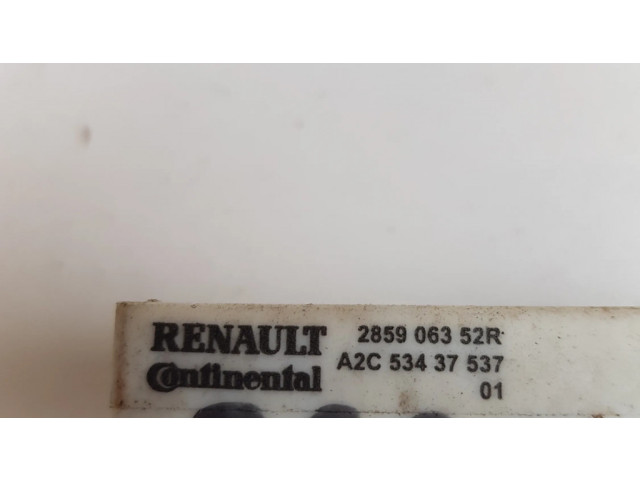 RENAULT 2859 063 52R
Continental A2C 534 37 537
01